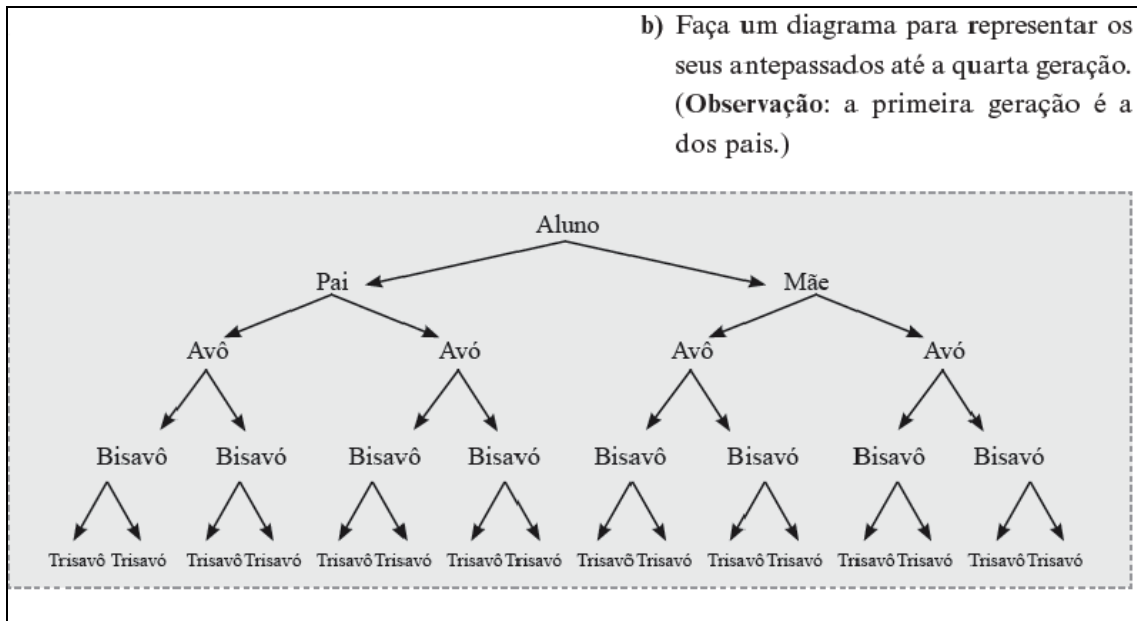 b) Faça um diagrama para representar os
seus antepassados até a quarta geração.
(Observação: a primeira geração é a
dos pais.)
Aluno
Pai Mãe
Avô Avó Avô Avó
Bisavô Bisavó Bisavô Bisavó Bisavô Bisavó Bisavô Bisavó
Trisavô Trisavó Trisavô Trisavó Trisavô Trisavó Trisavô Trisavó Trisavô Trisavó Trisavô Trisavó Trisavô Trisavó Trisavô Trisavó